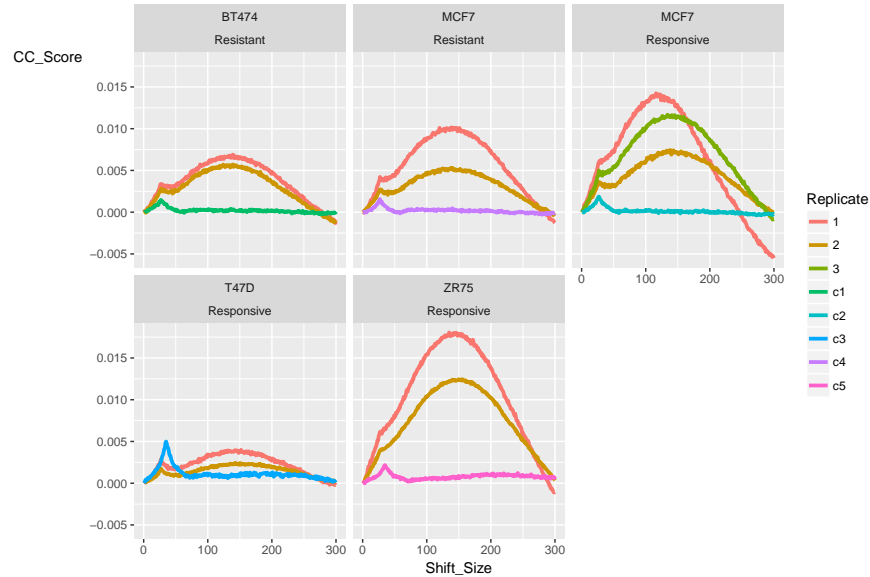 BT474
Resistant
MCF7
Resistant
MCF7
Responsive
CC_Score
0.015
0.010
0.005
0.000
−0.005
0
100
200
300
T47D
Responsive
ZR75
Responsive
0.015
0.010
0.005
0.000
−0.005
0
100
200
300
0
100
200
300
Shift_Size
Replicate
1
2
3
c1
c2
c3
c4
c5